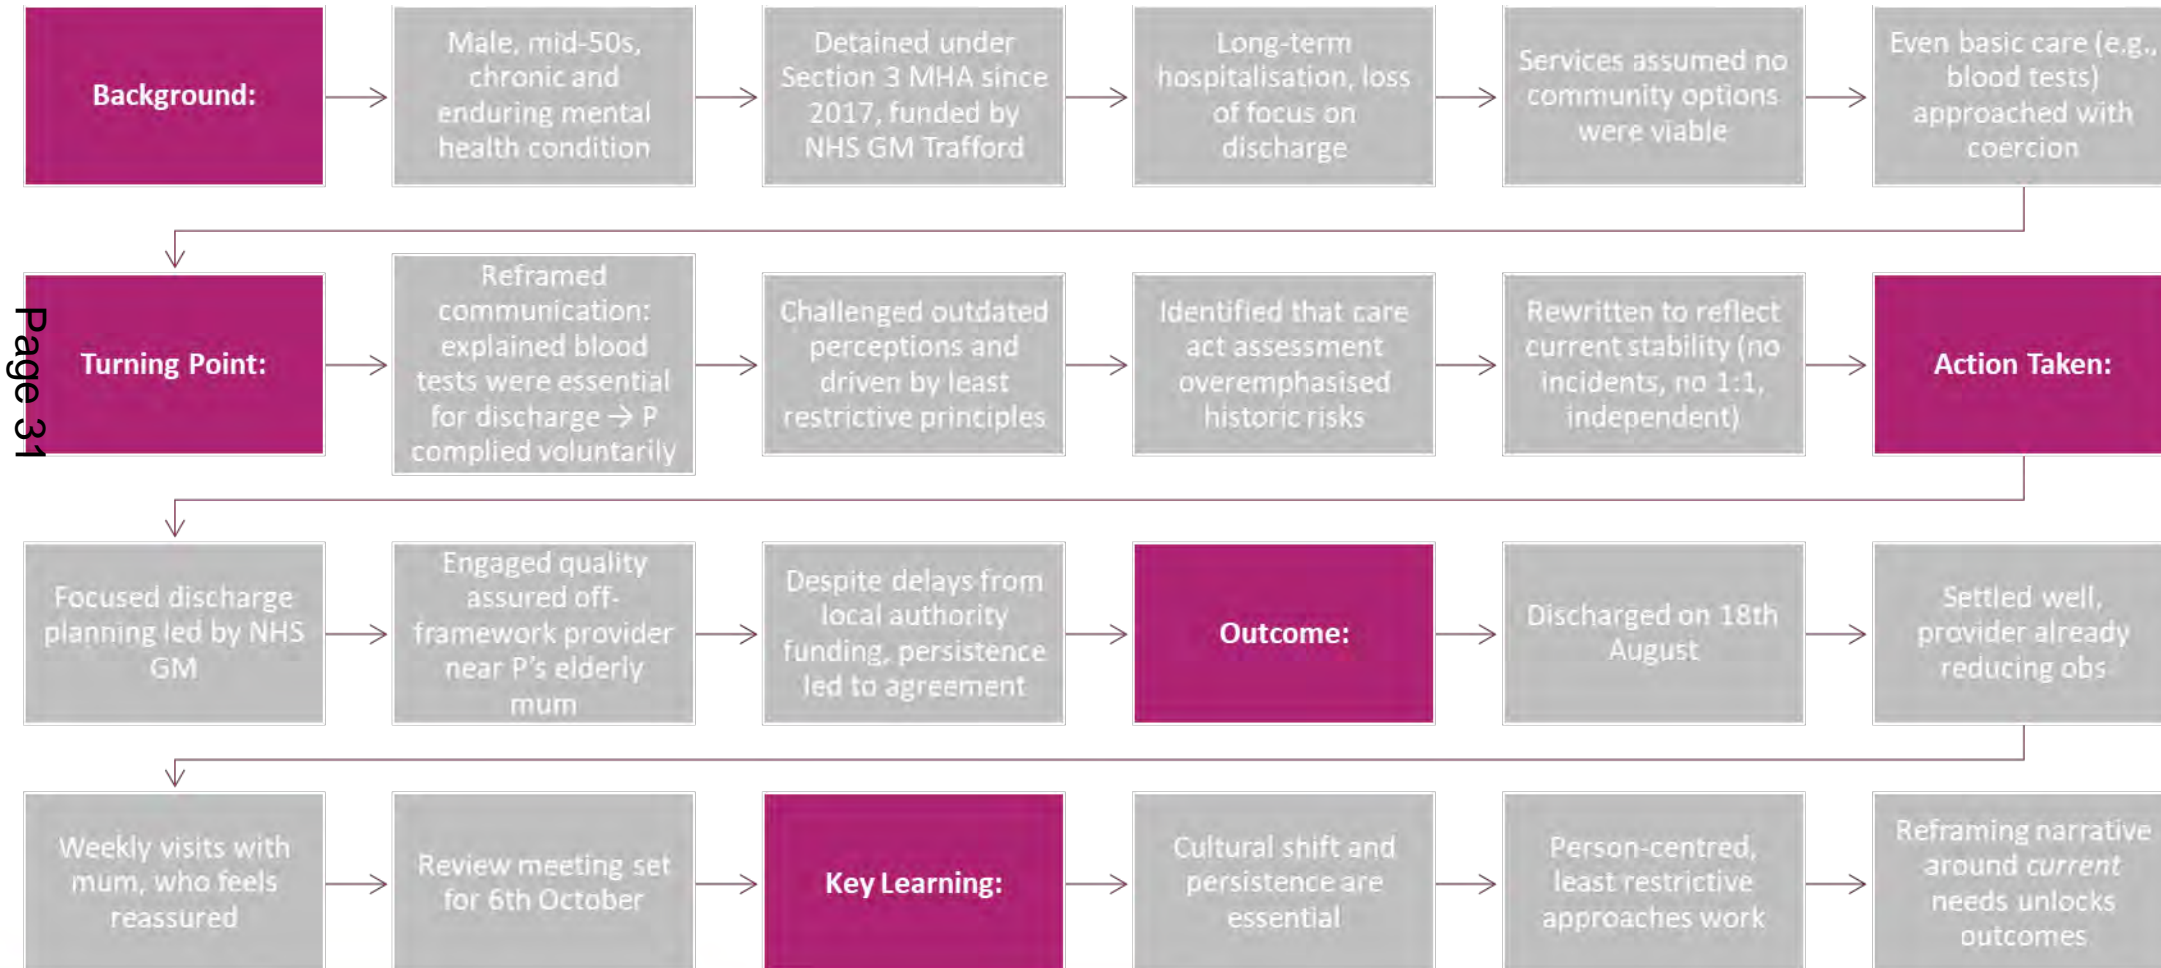 Background:
Male, mid-50s,
chronic and
enduring mental
health condition
Detained under
Section 3 MHA since
2017, funded by
NHS GM Trafford
Long-term
hospitalisation, loss
of focus on
discharge
Services assumed no
community options
were viable
Even basic care (e.g.,
blood tests)
approached with
coercion
Turning Point:
Reframed
communication:
explained blood
tests were essential
for discharge → P
complied voluntarily
Challenged outdated
perceptions and
driven by least
restrictive principles
Identified that care
act assessment
overemphasised
historic risks
Rewritten to reflect
current stability (no
incidents, no 1:1,
independent)
Action Taken:
Focused discharge
planning led by NHS
GM
Engaged quality
assured off-
framework provider
near P's elderly
mum
Despite delays from
local authority
funding, persistence
led to agreement
Outcome:
Discharged on 18th
August
Settled well,
provider already
reducing obs
Weekly visits with
mum, who feels
reassured
Review meeting set
for 6th October
Key Learning:
Cultural shift and
persistence are
essential
Person-centred,
least restrictive
approaches work
Reframing narrative
around current
needs unlocks
outcomes
Page 31